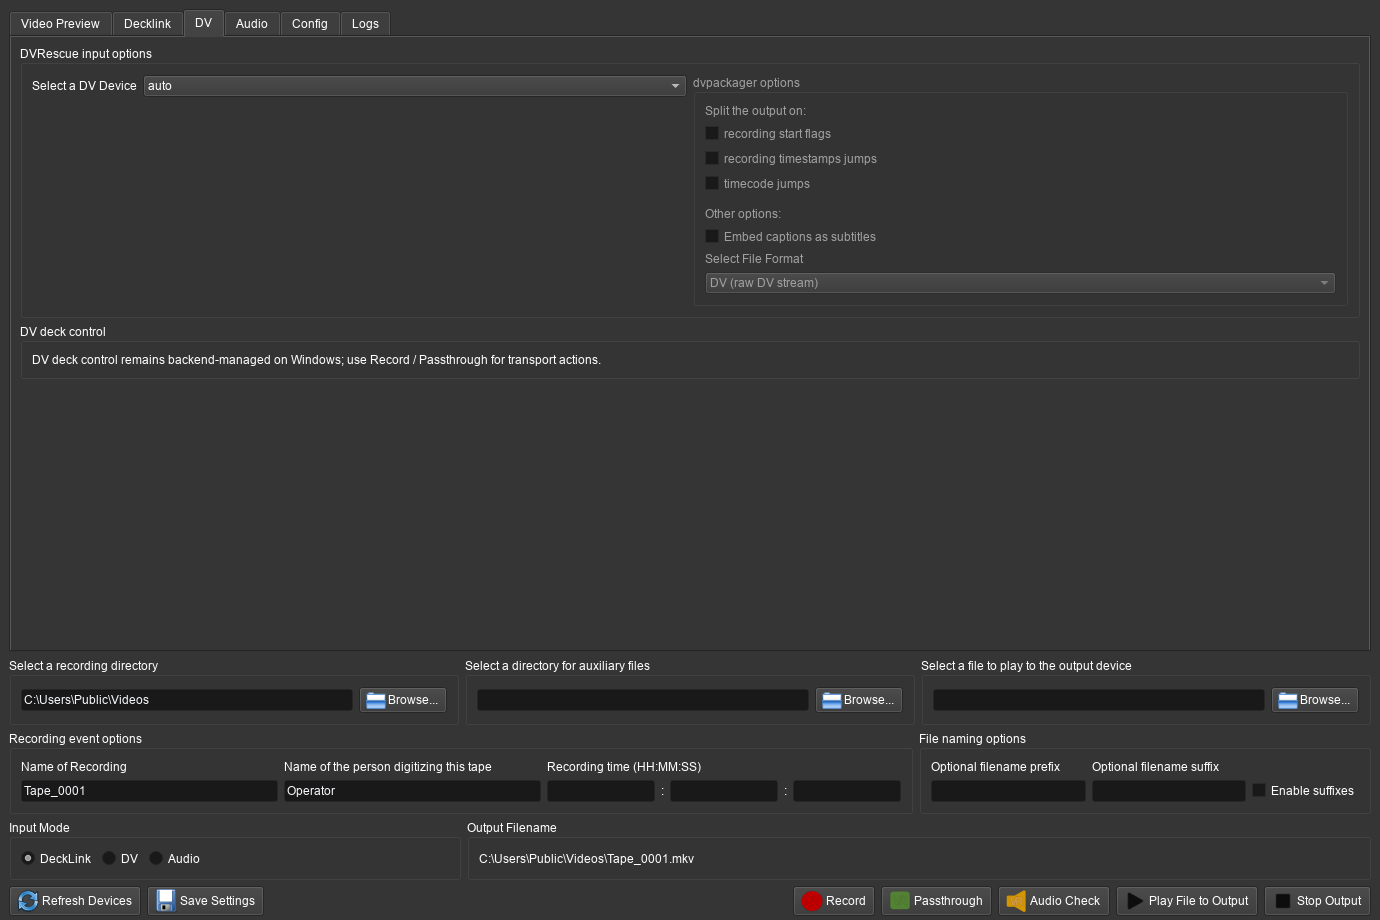 Video Preview Decklink DV Audio Config Logs
DVRescue input options
Select a DV Device auto
dvpackager options
Split the output on:
recording start flags
recording timestamps jumps
timecode jumps
Other options:
Embed captions as subtitles
Select File Format
DV (raw DV stream)
DV deck control
DV deck control remains backend-managed on Windows; use Record / Passthrough for transport actions.
Select a recording directory Select a directory for auxiliary files Select a file to play to the output device
C:\Users\Public\Videos Browse... Browse... Browse...
Recording event options File naming options
Name of Recording Name of the person digitizing this tape Recording time (HH:MM:SS) Optional filename prefix Optional filename suffix
Tape_0001 Operator : : Enable suffixes
Input Mode Output Filename
DeckLink DV Audio C:\Users\Public\Videos\Tape_0001.mkv
Refresh Devices Save Settings Record Passthrough Audio Check Play File to Output Stop Output